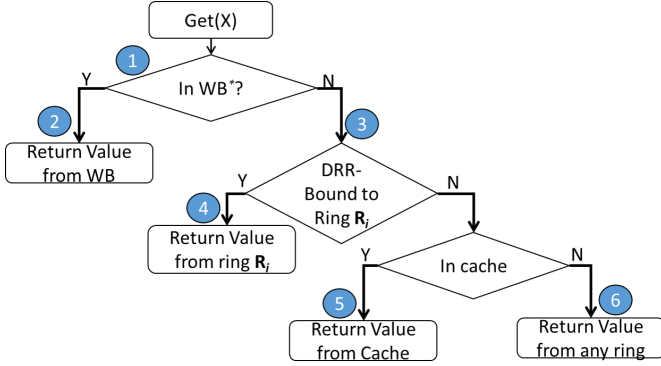 Get(X)
1
Y
In WB*?
N
2
3
Return Value
from WB
DRR-
Bound to
Ring Ri
Y
N
4
Return Value
from ring Ri
Y
In cache
N
5
6
Return Value
from Cache
Return Value
from any ring